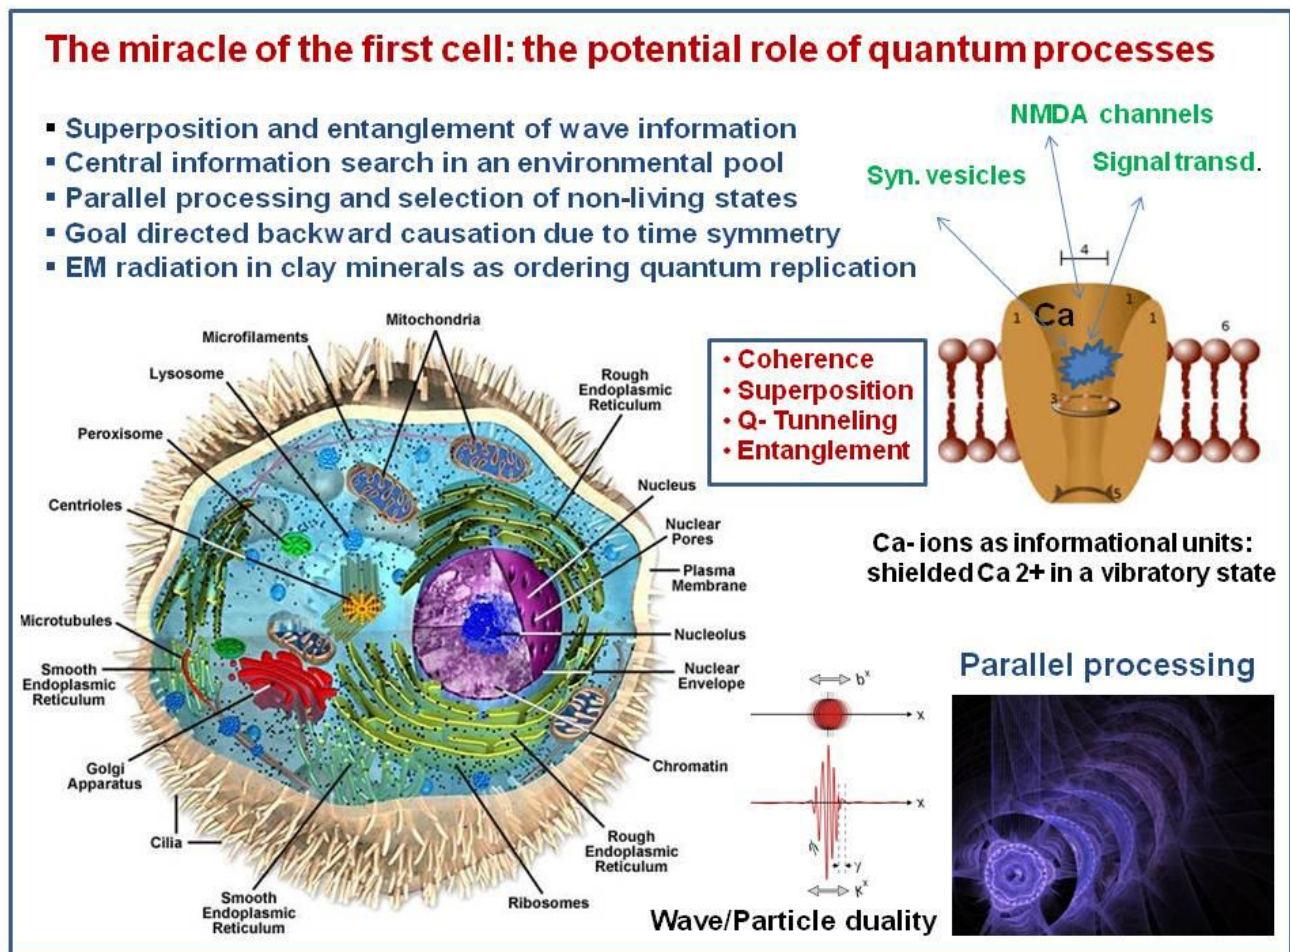 The miracle of the first cell: the potential role of quantum processes
▪ Superposition and entanglement of wave information
▪ Central information search in an environmental pool
▪ Parallel processing and selection of non-living states
▪ Goal directed backward causation due to time symmetry
▪ EM radiation in clay minerals as ordering quantum replication
NMDA channels
Signal transd.
Syn. vesicles
4
Ca
1
1
1
6
3
5
• Coherence
• Superposition
• Q- Tunneling
• Entanglement
Ca- ions as informational units:
shielded Ca 2+ in a vibratory state
Mitochondria
Microfilaments
Lysosome
Rough
Endoplasmic
Reticulum
Peroxisome
Centrioles
Nucleus
Nuclear
Pores
Plasma
Membrane
Microtubules
Nucleolus
Smooth
Endoplasmic
Reticulum
Nuclear
Envelope
Golgi
Apparatus
Chromatin
Cilia
Rough
Endoplasmic
Reticulum
Smooth
Endoplasmic
Reticulum
Ribosomes
b x
x
x
y
K x
Wave/Particle duality
Parallel processing